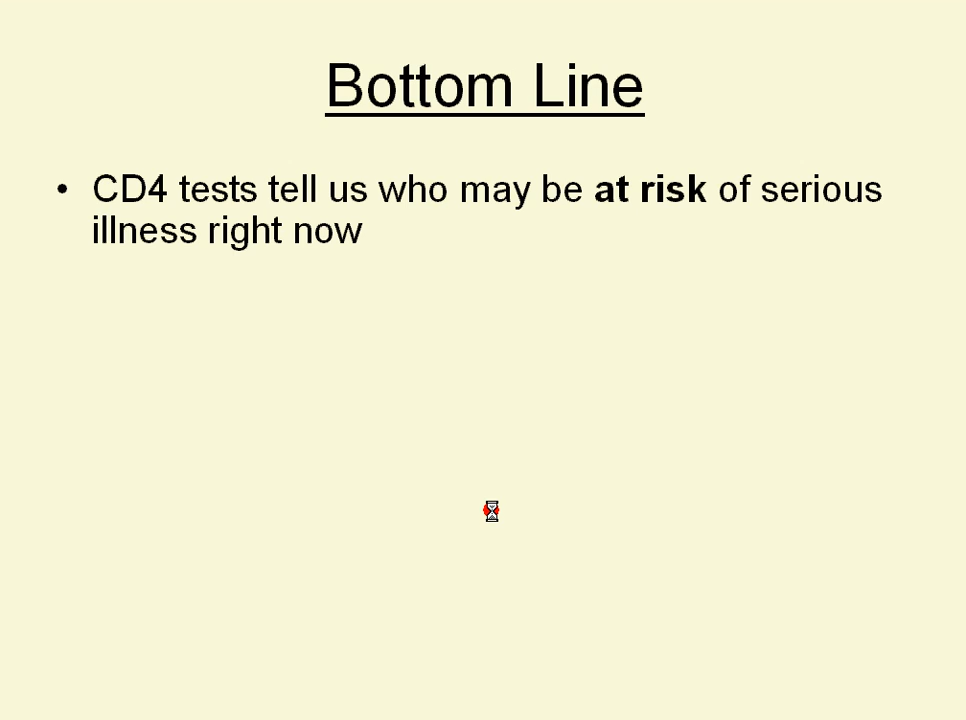 Bottom Line
• CD4 tests tell us who may be at risk of serious
illness right now